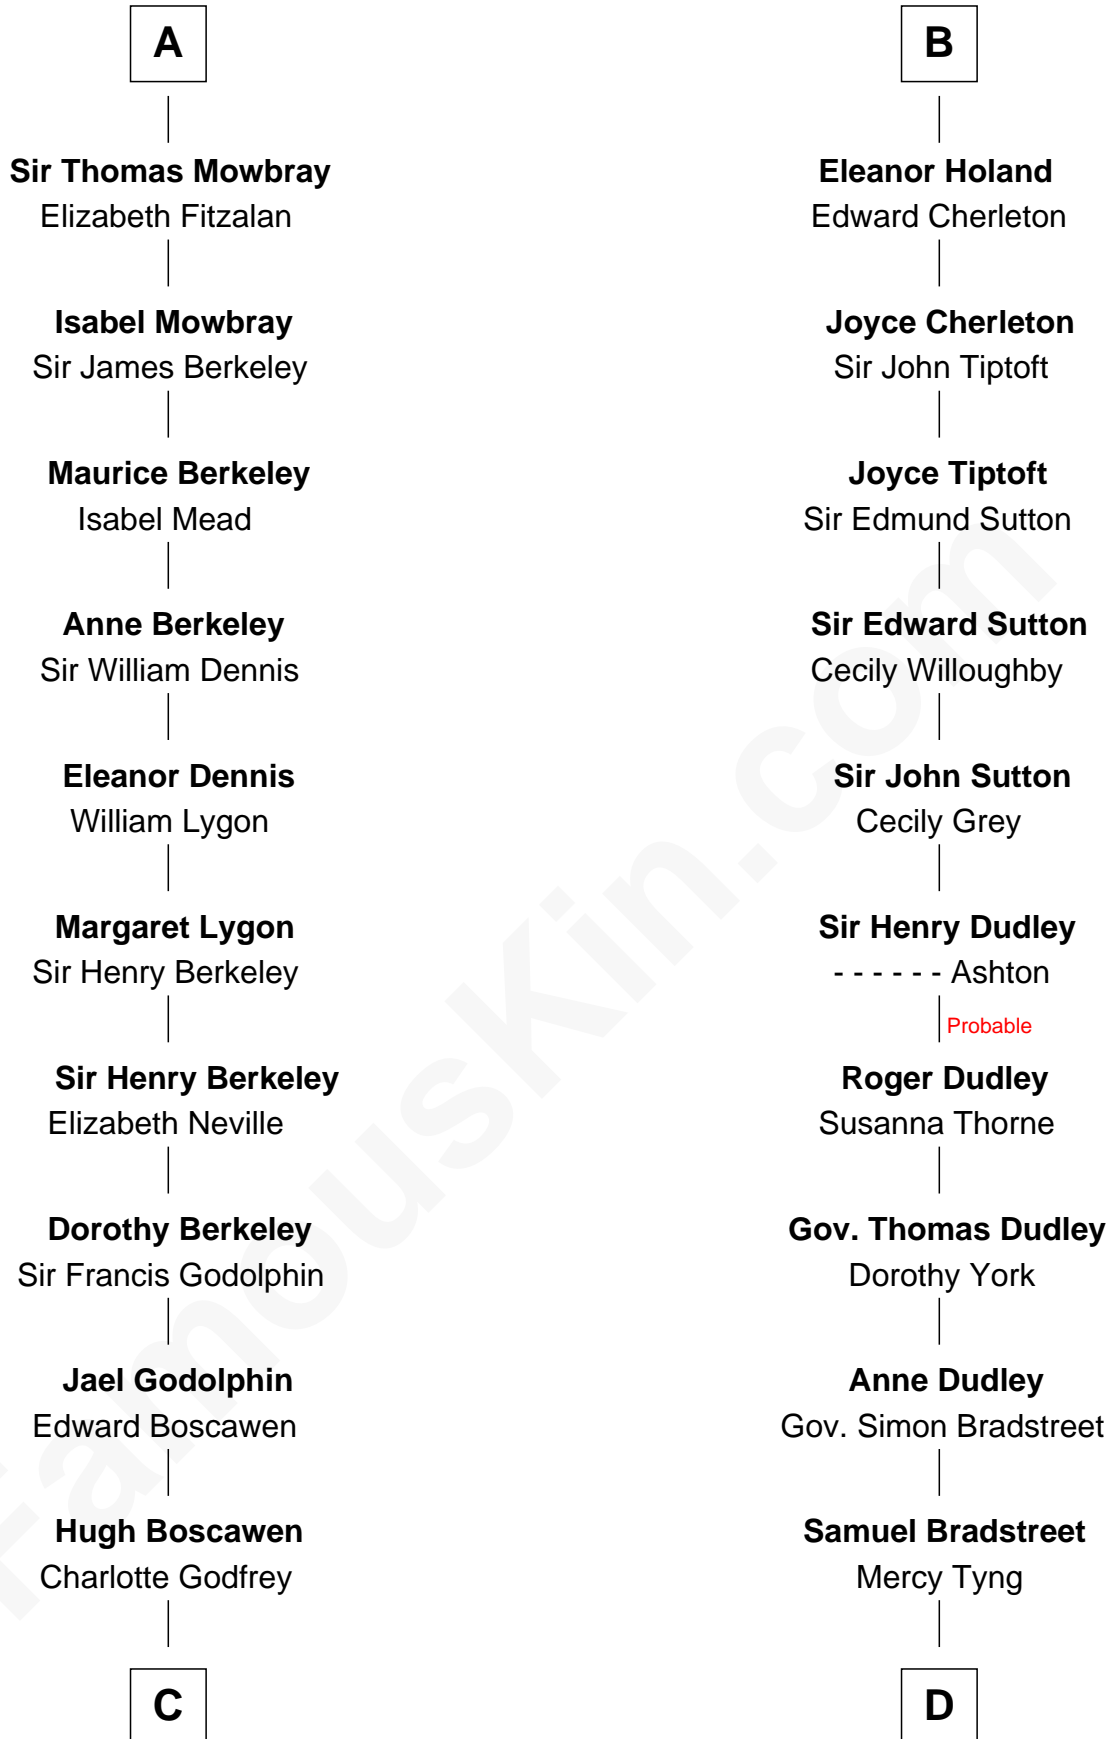 A
Sir Thomas Mowbray
Elizabeth Fitzalan
Isabel Mowbray
Sir James Berkeley
Maurice Berkeley
Isabel Mead
Anne Berkeley
Sir William Dennis
Eleanor Dennis
William Lygon
Margaret Lygon
Sir Henry Berkeley
Sir Henry Berkeley
Elizabeth Neville
Dorothy Berkeley
Sir Francis Godolphin
Jael Godolphin
Edward Boscawen
Hugh Boscawen
Charlotte Godfrey
C
B
Eleanor Holand
Edward Cherleton
Joyce Cherleton
Sir John Tiptoft
Joyce Tiptoft
Sir Edmund Sutton
Sir Edward Sutton
Cecily Willoughby
Sir John Sutton
Cecily Grey
Sir Henry Dudley
- - - - - - Ashton
Probable
Roger Dudley
Susanna Thorne
Gov. Thomas Dudley
Dorothy York
Anne Dudley
Gov. Simon Bradstreet
Samuel Bradstreet
Mercy Tyng
D
FamousKin.com